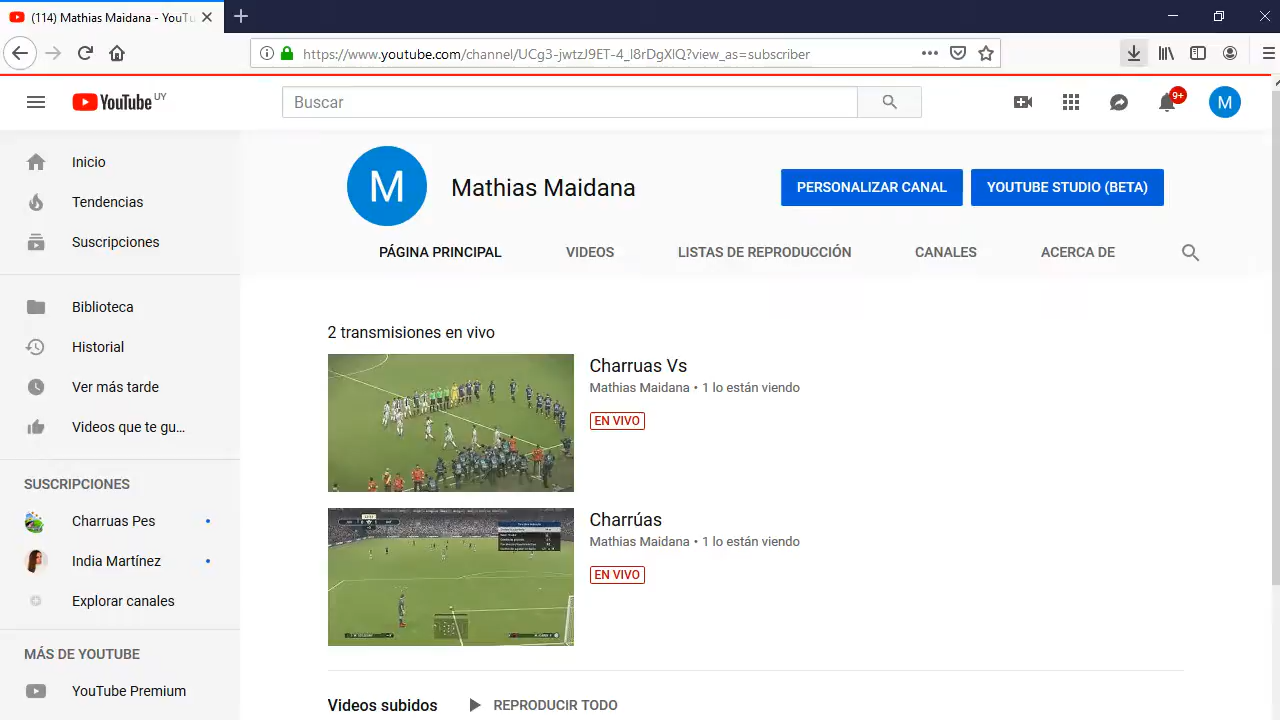 (114) Mathias Maidana - YouTu
https://www.youtube.com/channel/UCg3-jwtzJ9ET-4_l8rDgXlQ?view_as=subscriber
YouTube UY
Buscar
9+
M
Inicio
Tendencias
Suscripciones
Biblioteca
Historial
Ver más tarde
Videos que te gu...
SUSCRIPCIONES
Charruas Pes
India Martínez
Explorar canales
MÁS DE YOUTUBE
YouTube Premium
M
Mathias Maidana
PERSONALIZAR CANAL
YOUTUBE STUDIO (BETA)
PÁGINA PRINCIPAL
VIDEOS
LISTAS DE REPRODUCCIÓN
CANALES
ACERCA DE
2 transmisiones en vivo
Charruas Vs
Mathias Maidana • 1 lo están viendo
EN VIVO
Charrúas
Mathias Maidana • 1 lo están viendo
EN VIVO
Videos subidos
REPRODUCIR TODO